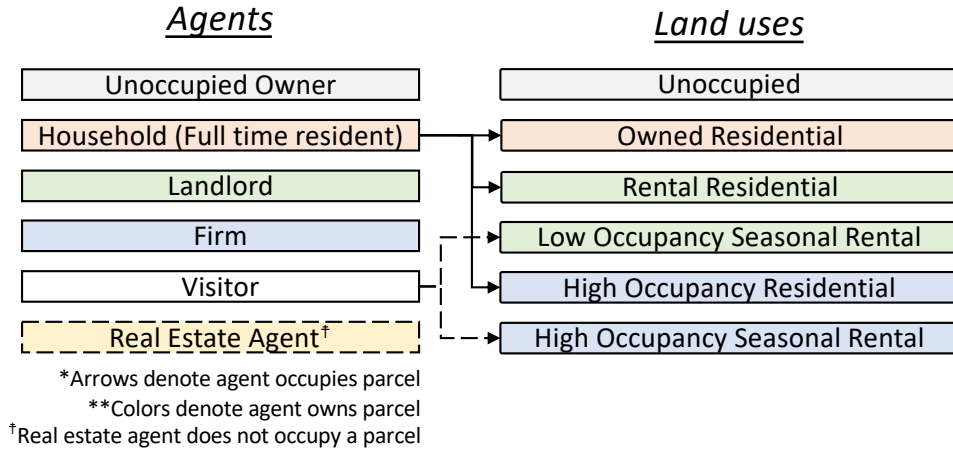 Agents
Land uses
Unoccupied Owner
Unoccupied
Household (Full time resident)
Owned Residential
Landlord
Rental Residential
Firm
Low Occupancy Seasonal Rental
Visitor
High Occupancy Residential
Real Estate Agent†
High Occupancy Seasonal Rental
*Arrows denote agent occupies parcel
**Colors denote agent owns parcel
†Real estate agent does not occupy a parcel